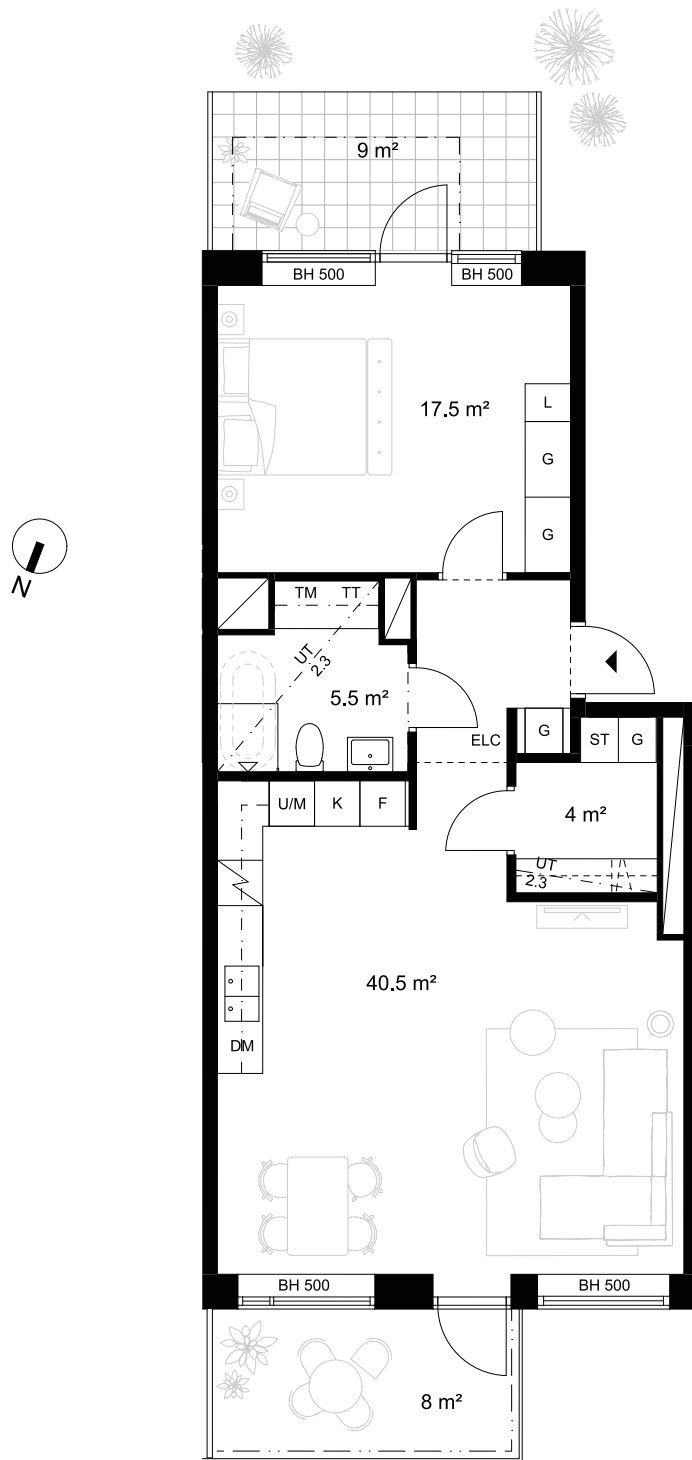 9 m²
BH 500
BH 500
17.5 m²
L
G
G
N
TM
TT
UT
2.3
5.5 m²
ELC
G
ST
G
U/M
K
F
4 m²
UT
2.3
40.5 m²
DM
BH 500
BH 500
8 m²